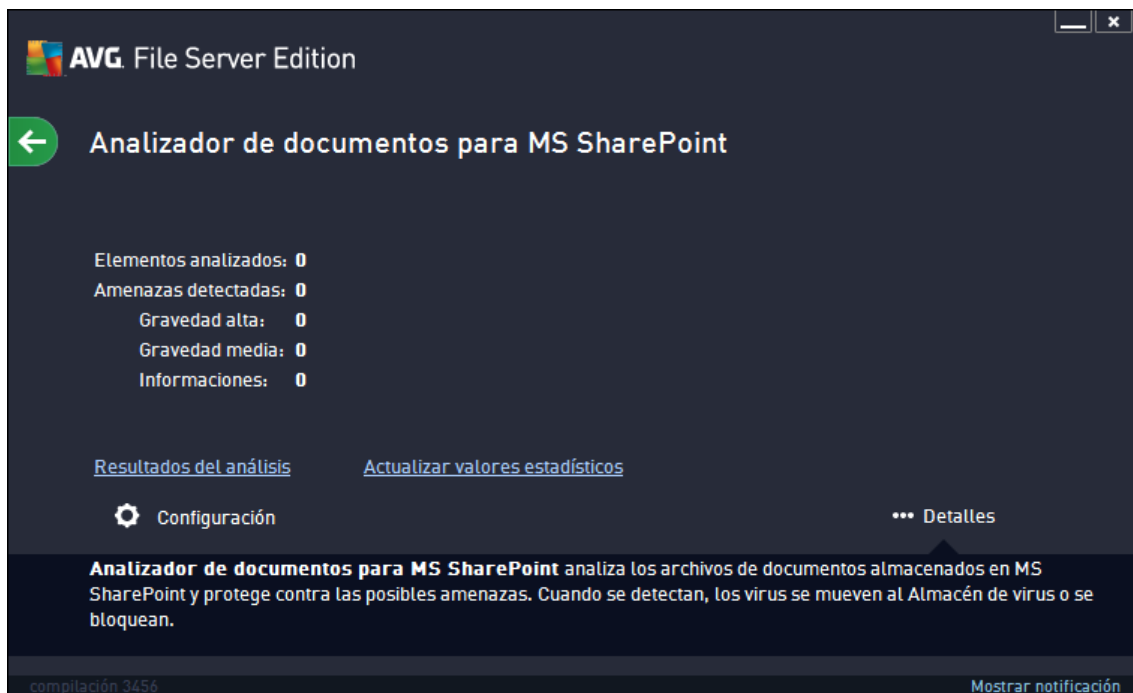 AVG. File Server Edition
Analizador de documentos para MS SharePoint
Elementos analizados: 0
Amenazas detectadas: 0
Gravedad alta: 0
Gravedad media: 0
Informaciones: 0
Resultados del análisis Actualizar valores estadísticos
Configuración ••• Detalles
Analizador de documentos para MS SharePoint analiza los archivos de documentos almacenados en MS
SharePoint y protege contra las posibles amenazas. Cuando se detectan, los virus se mueven al Almacén de virus o se
bloquean.
compilación 3456 Mostrar notificación